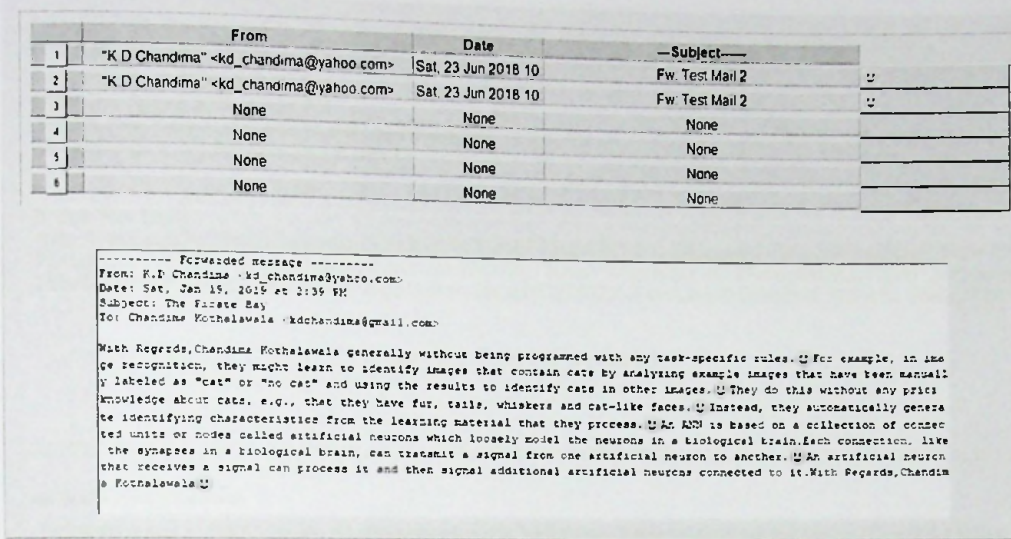 From Date —Subject-----
1 "K D Chandima" <kd_chandima@yahoo com> Sat, 23 Jun 2018 10 Fw. Test Mail 2
2 "K D Chandima" <kd_chandima@yahoo com> Sat, 23 Jun 2018 10 Fw: Test Mail 2
3 None None None
4 None None None
5 None None None
6 None None None
---------- Forwarded message ---------
From: K.D Chandima <kd_chandima@yahoo.com>
Date: Sat, Jan 19, 2019 at 2:39 PM
Subject: The Pirate Bay
To: Chandima Kothalawala <kdchandima@gmail.com>
With Regards,Chandima Kothalawala generally without being programmed with any task-specific rules. For example, in ima
ge recognition, they might learn to identify images that contain cats by analyzing example images that have been manuall
y labeled as "cat" or "no cat" and using the results to identify cats in other images. They do this without any prior
knowledge about cats, e.g., that they have fur, tails, whiskers and cat-like faces. Instead, they automatically genera
te identifying characteristics from the learning material that they process. An ANN is based on a collection of connec
ted units or nodes called artificial neurons which loosely model the neurons in a biological brain.Each connection, like
the synapses in a biological brain, can transmit a signal from one artificial neuron to another. An artificial neuron
that receives a signal can process it and then signal additional artificial neurons connected to it.With Regards,Chandim
a Kothalawala